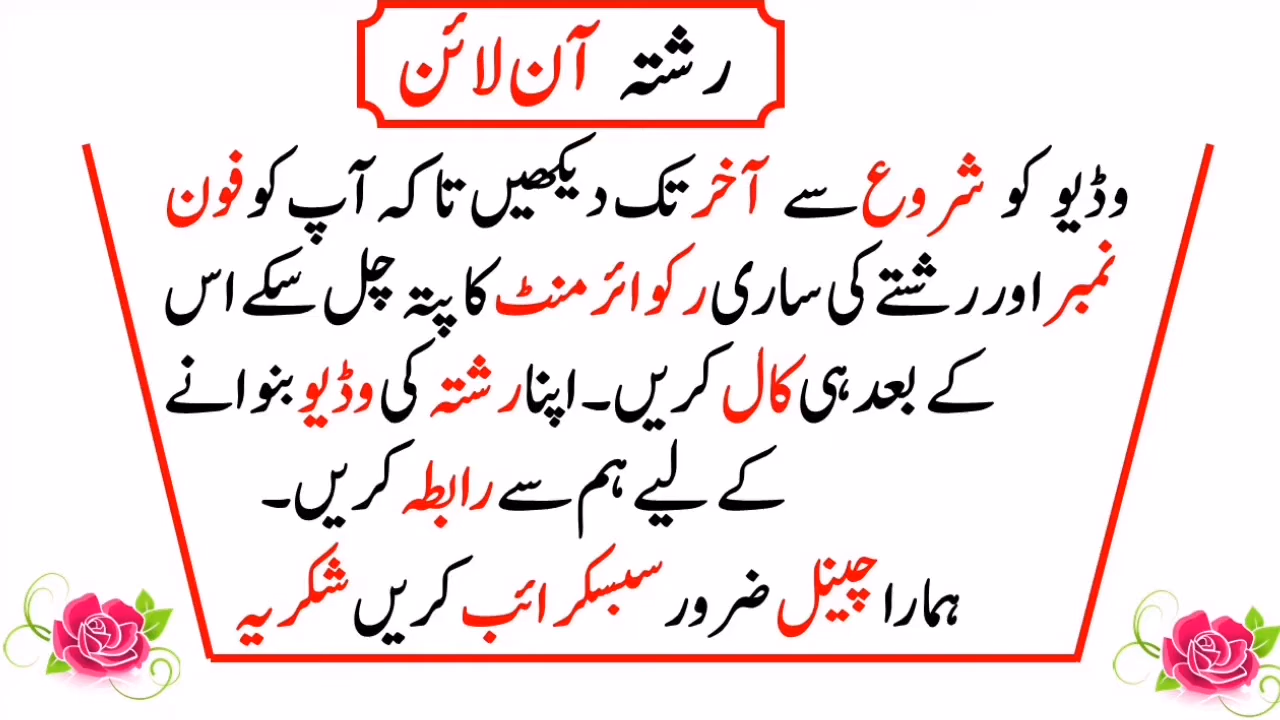 رشتہ آن لائن
وڈیو کو شروع سے آخر تک دیکھیں تاکہ آپ کو فون
نمبر اور رشتے کی ساری رکوائرمنٹ کا پتہ چل سکے اس
کے بعد ہی کال کریں۔ اپنا رشتہ کی وڈیو بنوانے
کے لیے ہم سے رابطہ کریں۔
ہمارا چینل ضرور سبسکرائب کریں شکریہ